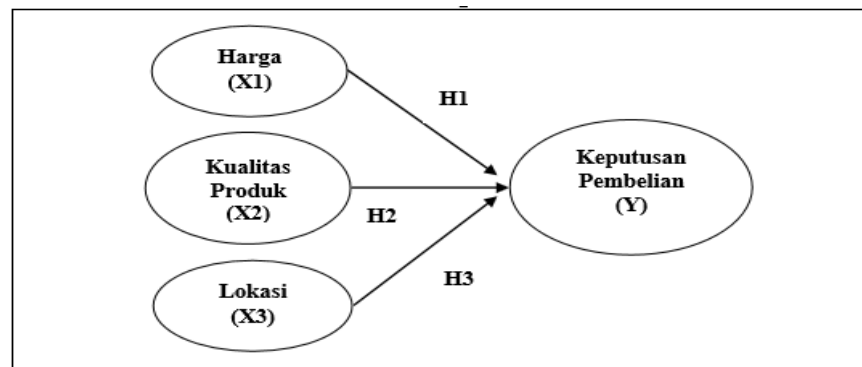 Harga
(X1)
H1
Kualitas
Produk
(X2)
H2
Keputusan
Pembelian
(Y)
Lokasi
(X3)
H3